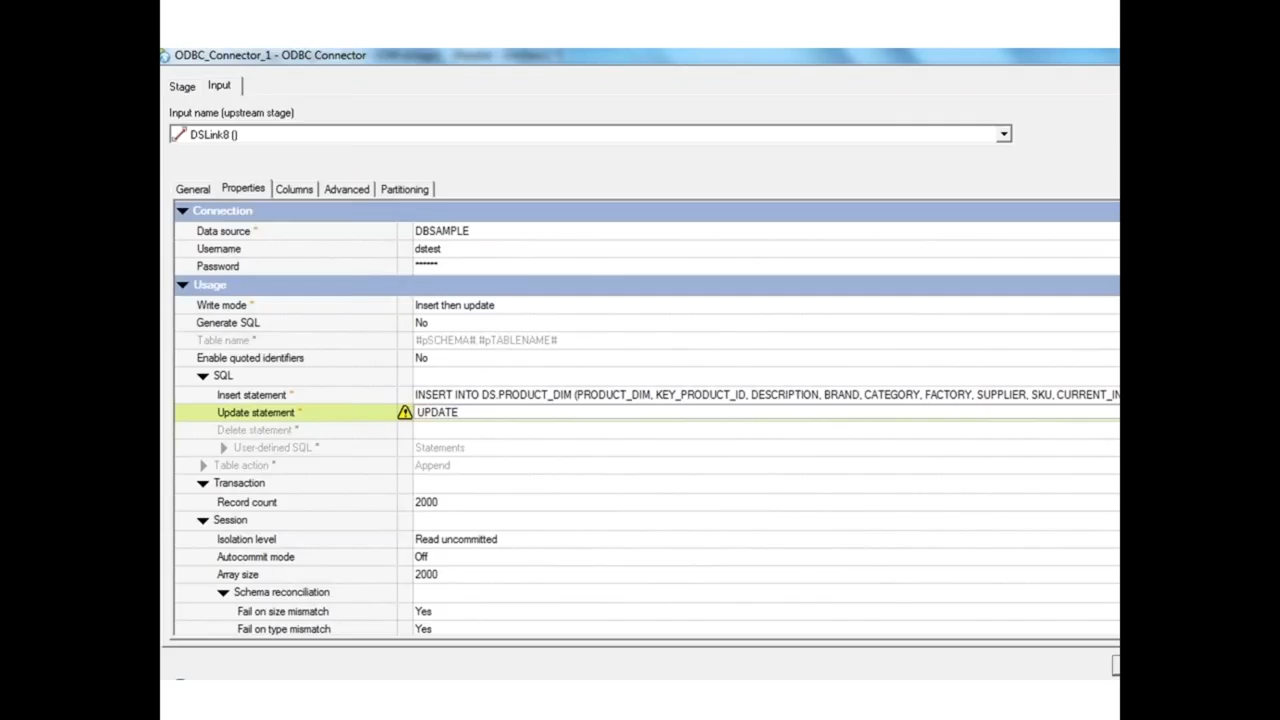 ODBC_Connector_1 - ODBC Connector
Stage Input
Input name (upstream stage)
DSLink8 ()
General Properties Columns Advanced Partitioning
Connection
Data source * DBSAMPLE
Username dstest
Password ******
Usage
Write mode * Insert then update
Generate SQL No
Table name * #pSCHEMA#.#pTABLENAME#
Enable quoted identifiers No
SQL
Insert statement * INSERT INTO DS.PRODUCT_DIM (PRODUCT_DIM, KEY_PRODUCT_ID, DESCRIPTION, BRAND, CATEGORY, FACTORY, SUPPLIER, SKU, CURRENT_IN
Update statement * UPDATE
Delete statement *
User-defined SQL * Statements
Table action * Append
Transaction
Record count 2000
Session
Isolation level Read uncommitted
Autocommit mode Off
Array size 2000
Schema reconciliation
Fail on size mismatch Yes
Fail on type mismatch Yes